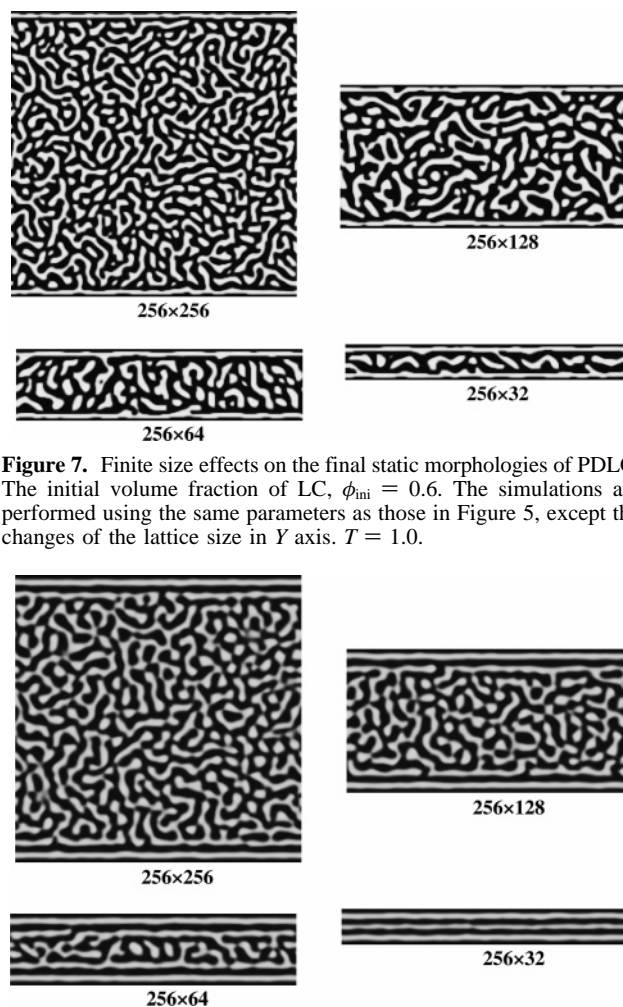 256×256
256×128
256×64
256×32
Figure 7. Finite size effects on the final static morphologies of PDLC
The initial volume fraction of LC, ϕini = 0.6. The simulations a
performed using the same parameters as those in Figure 5, except th
changes of the lattice size in Y axis. T = 1.0.
256×256
256×128
256×64
256×32